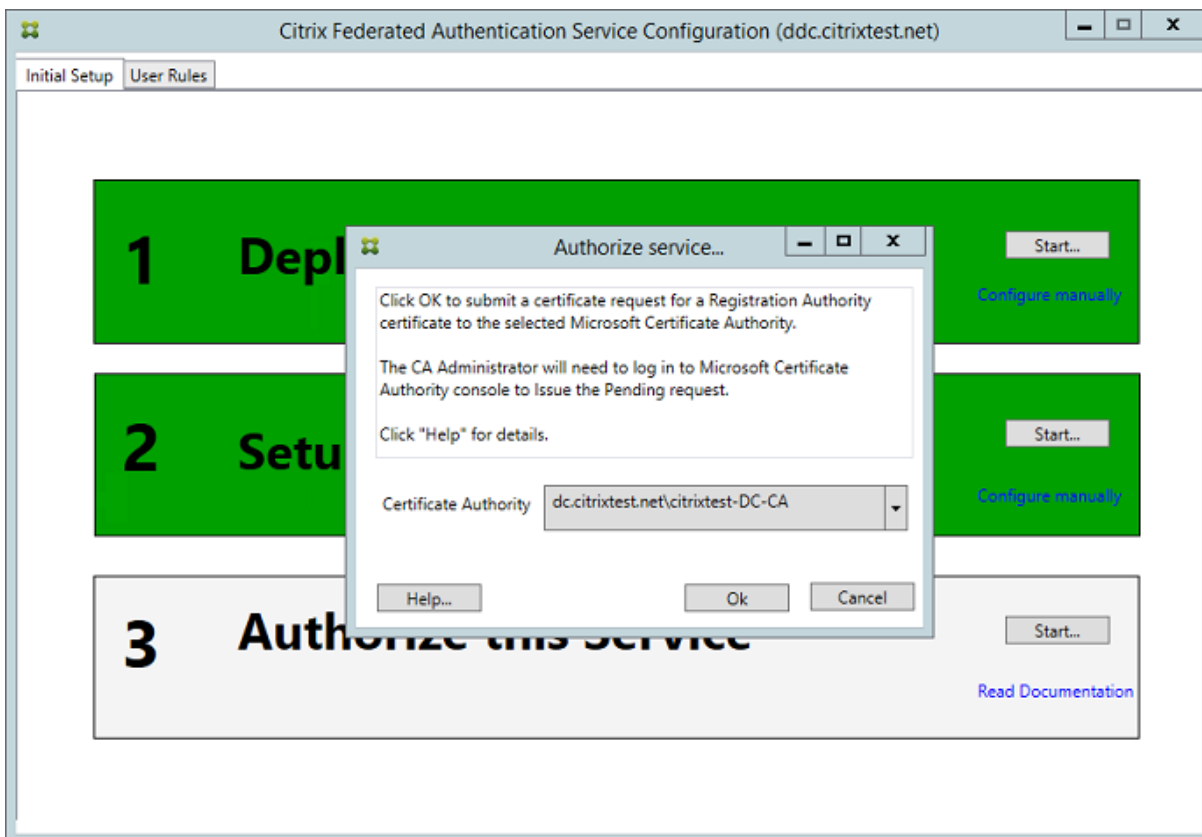 Citrix Federated Authentication Service Configuration (ddc.citrixtest.net)
Initial Setup
User Rules
1
Depl
Start...
Configure manually
Authorize service...
Click OK to submit a certificate request for a Registration Authority
certificate to the selected Microsoft Certificate Authority.
The CA Administrator will need to log in to Microsoft Certificate
Authority console to Issue the Pending request.
Click "Help" for details.
Certificate Authority
dc.citrixtest.net\citrixtest-DC-CA
Help...
Ok
Cancel
2
Setu
Start...
Configure manually
3
Authorize this Service
Start...
Read Documentation